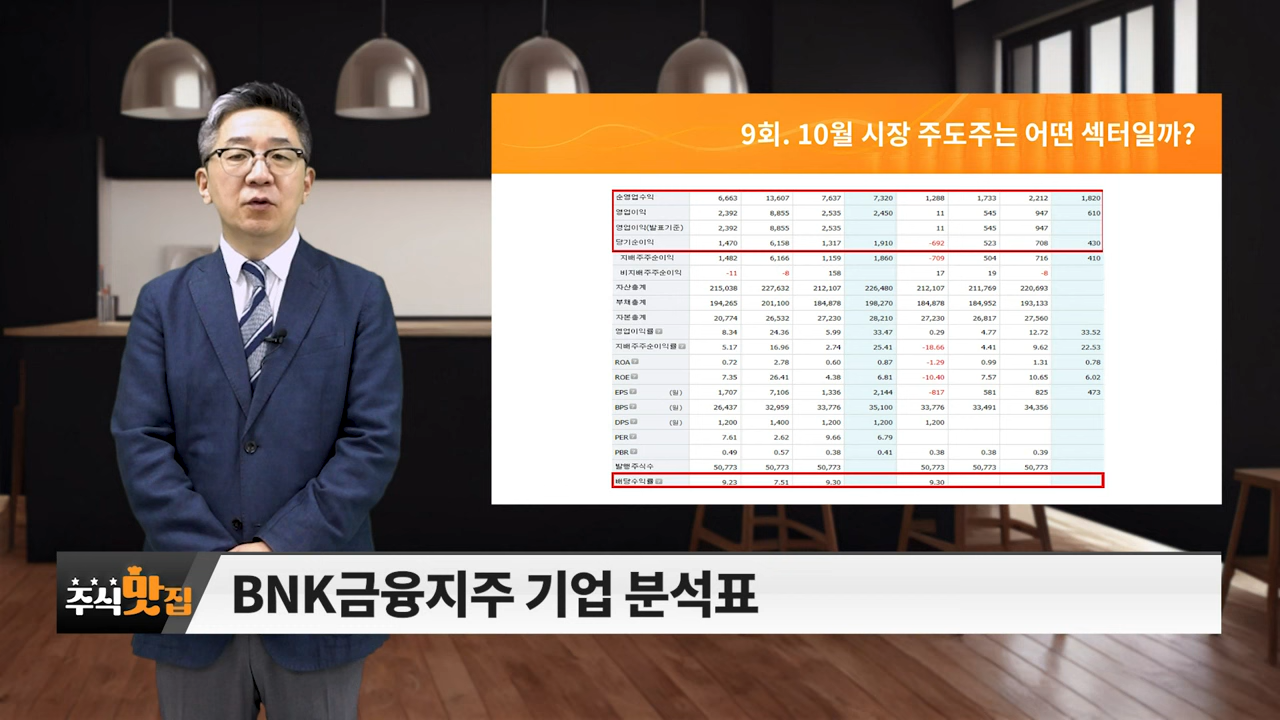 9회. 10월 시장 주도주는 어떤 섹터일까?
순영업수익 6,663 13,607 7,637 7,320 1,288 1,733 2,212 1,820
영업이익 2,392 8,855 2,535 2,450 11 545 947 610
영업이익(발표기준) 2,392 8,855 2,535 11 545 947
당기순이익 1,470 6,158 1,317 1,910 -692 523 708 430
지배주주순이익 1,482 6,166 1,159 1,860 -709 504 716 410
비지배주주순이익 -11 -8 158 17 19 -8
자산총계 215,038 227,632 212,107 226,480 212,107 211,769 220,693
부채총계 194,265 201,100 184,878 198,270 184,878 184,952 193,133
자본총계 20,774 26,532 27,230 28,210 27,230 26,817 27,560
영업이익률 8.34 24.36 5.99 33.47 0.29 4.77 12.72 33.52
지배주주순이익률 5.17 16.96 2.74 25.41 -18.66 4.41 9.62 22.53
ROA 0.72 2.78 0.60 0.87 -1.29 0.99 1.31 0.78
ROE 7.35 26.41 4.38 6.81 -10.40 7.57 10.65 6.02
EPS (원) 1,707 7,106 1,336 2,144 -817 581 825 473
BPS (원) 26,437 32,959 33,776 35,100 33,776 33,491 34,356
DPS (원) 1,200 1,400 1,200 1,200 1,200
PER 7.61 2.62 9.66 6.79
PBR 0.49 0.57 0.38 0.41 0.38 0.38 0.39
발행주식수 50,773 50,773 50,773 50,773 50,773 50,773
배당수익률 9.23 7.51 9.30 9.30
주식맛집
BNK금융지주 기업 분석표